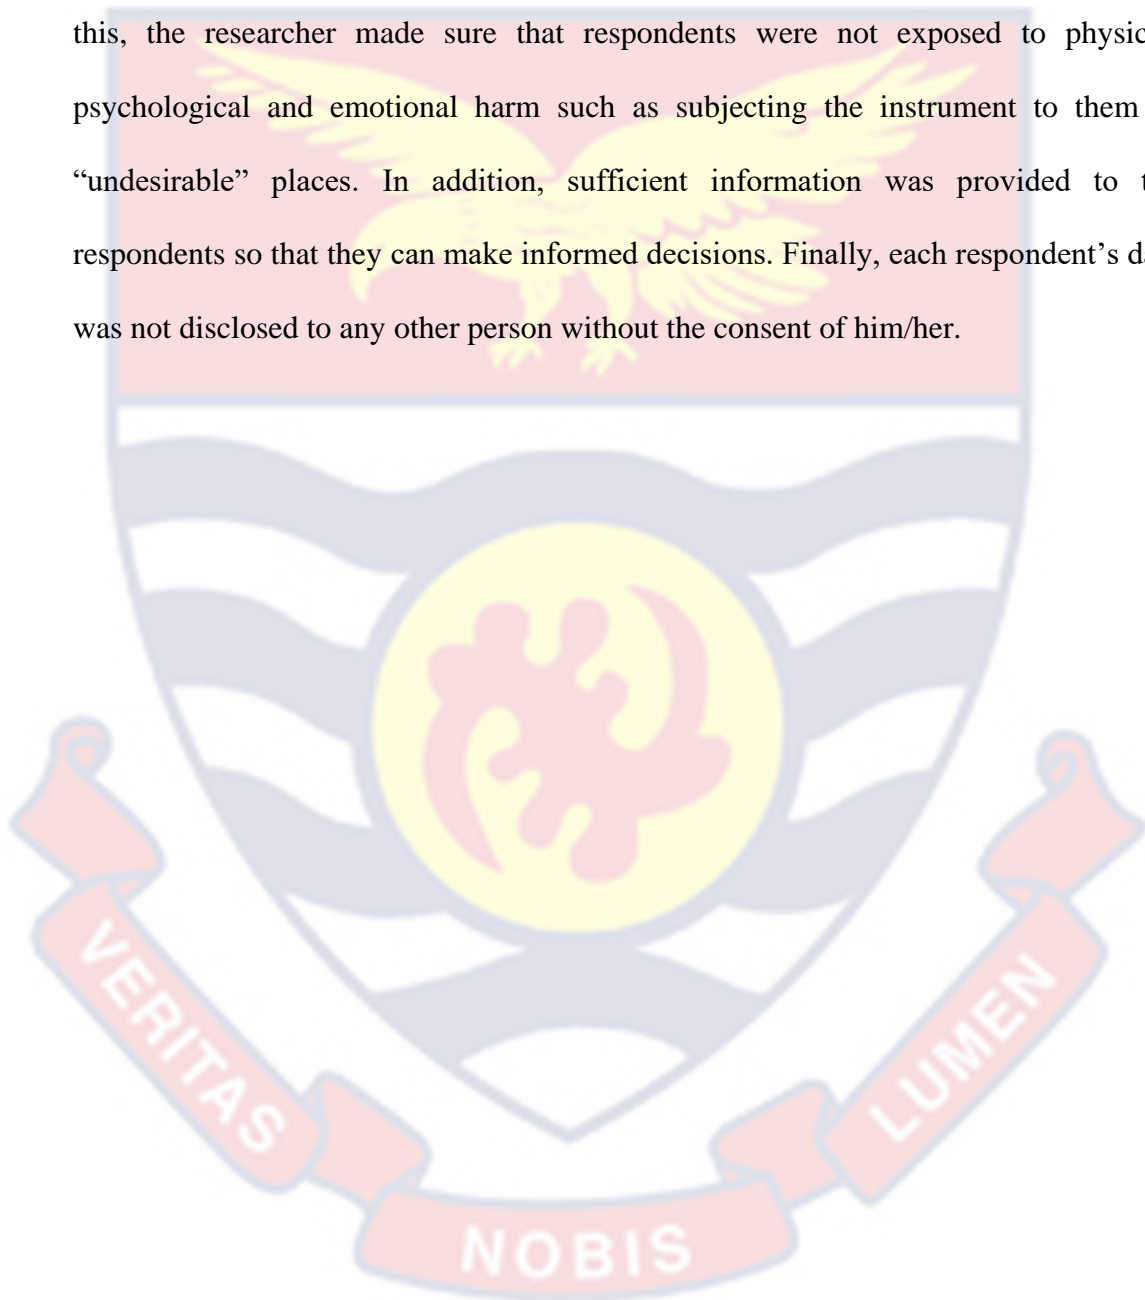 this, the researcher made sure that respondents were not exposed to
psychological and emotional harm such as subjecting the instrument to them
“undesirable” places. In addition, sufficient information was provided to
respondents so that they can make informed decisions. Finally, each respondent’s
was not disclosed to any other person without the consent of him/her.
VERITAS
NOBIS
LUMEN